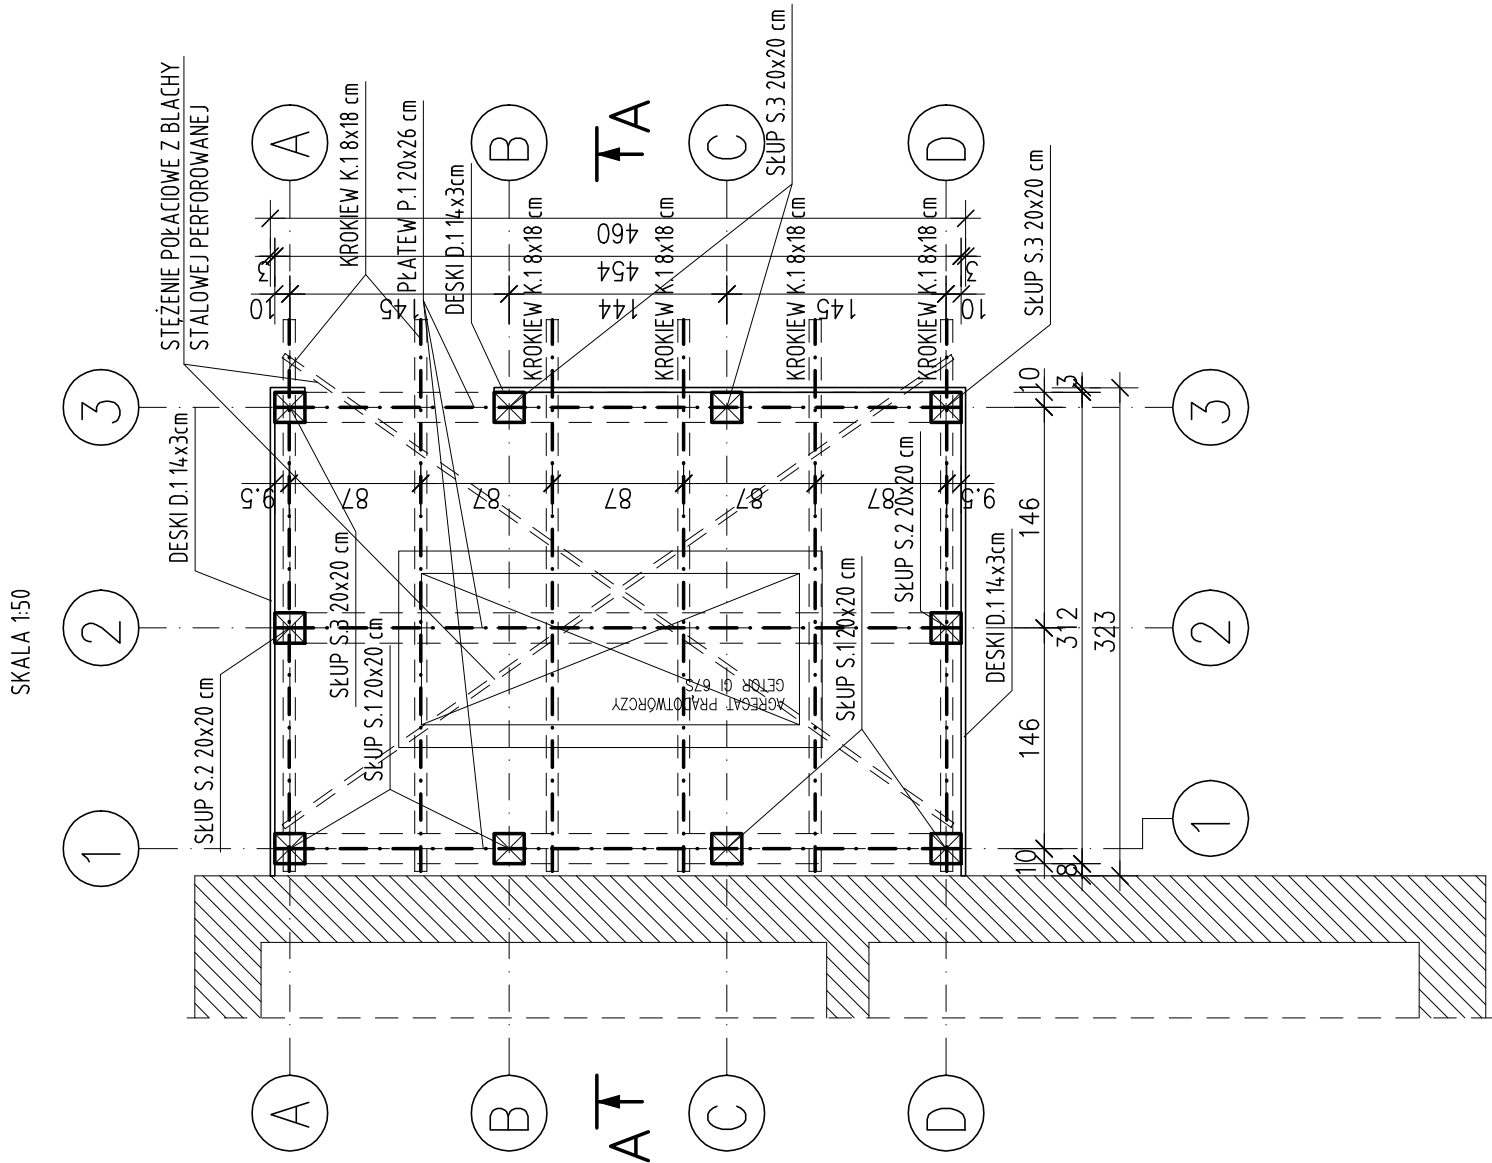 SKALA 1:50
STĘŻENIE POŁACIOWE Z BLACHY
STALOWEJ PERFOROWANEJ
KROKIEW K.1 8x18 cm
PŁATEW P.1 20x26 cm
DESKI D.1 14x3cm
SŁUP S.3 20x20 cm
SŁUP S.3 20x20 cm
A
B
C
D
A
KROKIEW K.1 8x18 cm
KROKIEW K.1 8x18 cm
KROKIEW K.1 8x18 cm
KROKIEW K.1 8x18 cm
460
3
454
3
10
145
144
145
10
3
DESKI D.1 14x3cm
9.5
87
87
87
87
87
9.5
10
3
3
2
SŁUP S.2 20x20 cm
SŁUP S.3 20x20 cm
SŁUP S.1 20x20 cm
AGREGAT PRĄDOTWÓRCZY
GETOR GI 67S
SŁUP S.1 20x20 cm
SŁUP S.2 20x20 cm
DESKI D.1 14x3cm
146
312
323
146
2
1
10
8
1
A
B
C
D
A